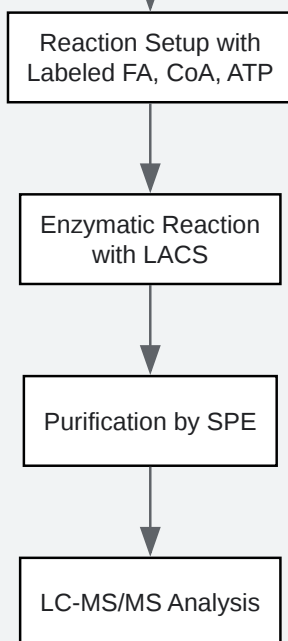 Reaction Setup with
Labeled FA, CoA, ATP
Enzymatic Reaction
with LACS
Purification by SPE
LC-MS/MS Analysis